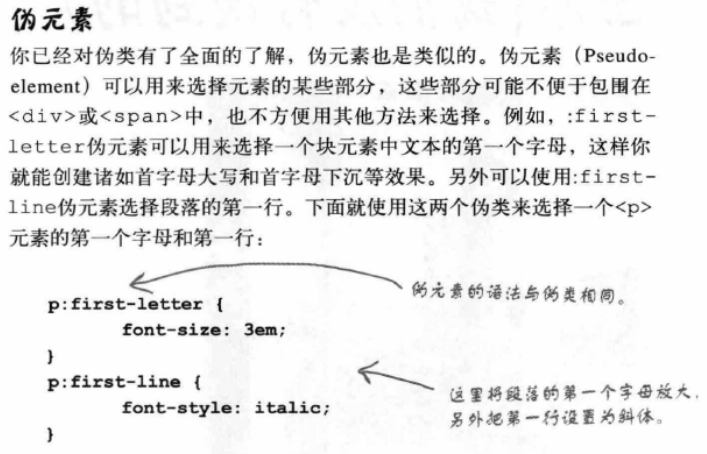 伪元素
你已经对伪类有了全面的了解，伪元素也是类似的。伪元素（Pseudo-
element）可以用来选择元素的某些部分，这些部分可能不便于包围在
<div>或<span>中，也不方便用其他方法来选择。例如，:first-
letter伪元素可以用来选择一个块元素中文本的第一个字母，这样你
就能创建诸如首字母大写和首字母下沉等效果。另外可以使用:first-
line伪元素选择段落的第一行。下面就使用这两个伪类来选择一个<p>
元素的第一个字母和第一行：
伪元素的语法与伪类相同。
p:first-letter {
font-size: 3em;
}
p:first-line {
font-style: italic;
}
这里将段落的第一个字母放大，
另外把第一行设置为斜体。